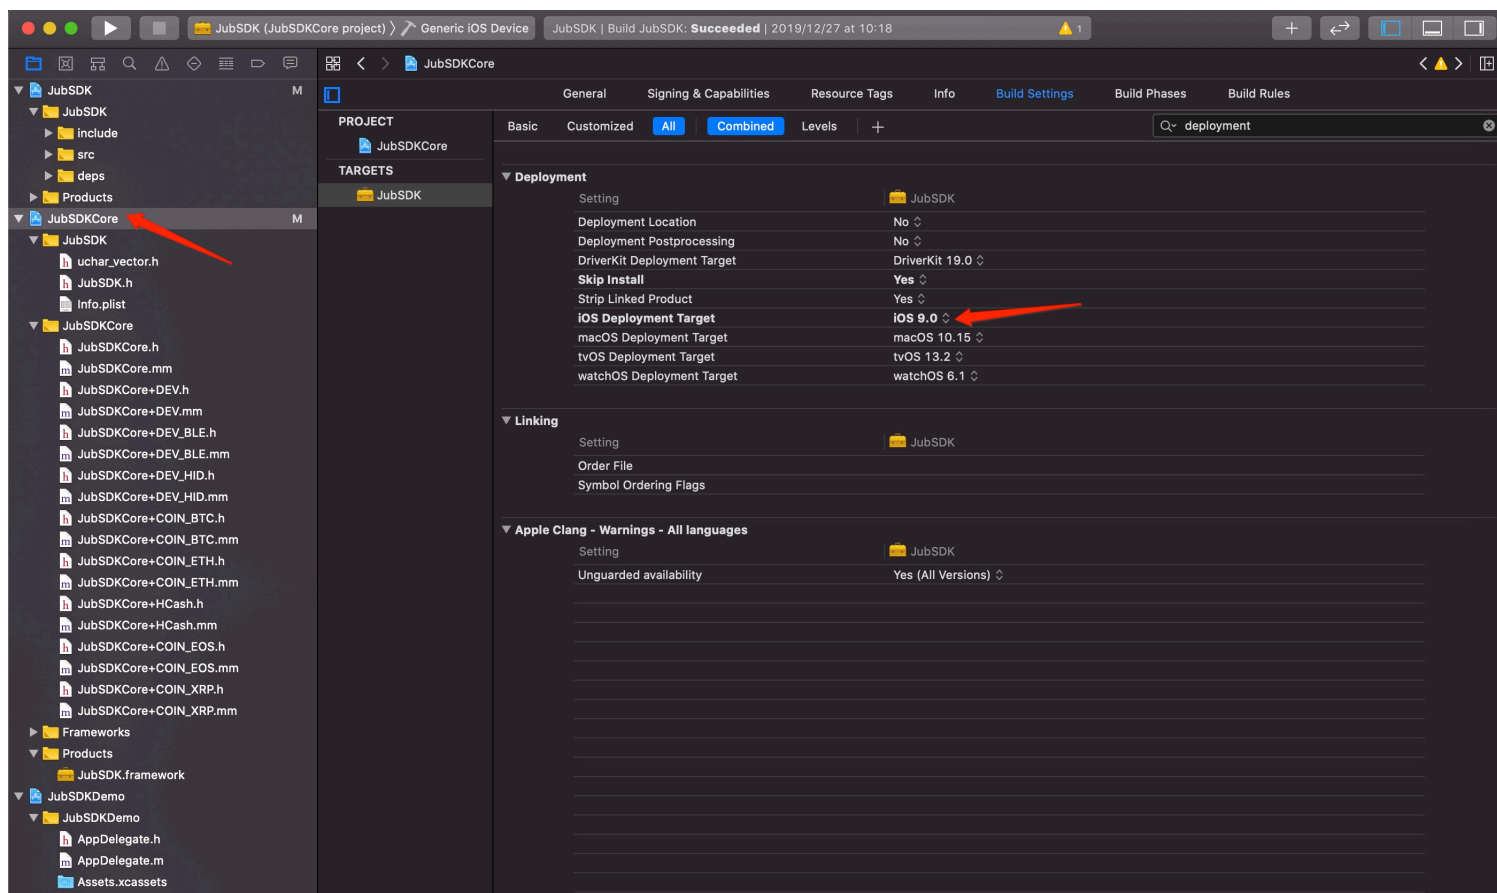 JubSDK (JubSDKCore project) 〉 Generic iOS Device
JubSDK | Build JubSDK: Succeeded | 2019/12/27 at 10:18
1
JubSDKCore
General Signing & Capabilities Resource Tags Info Build Settings Build Phases Build Rules
Basic Customized All Combined Levels +
deployment
JubSDK M
JubSDK
include
src
deps
Products
JubSDKCore M
JubSDK
h uchar_vector.h
h JubSDK.h
Info.plist
JubSDKCore
h JubSDKCore.h
m JubSDKCore.mm
h JubSDKCore+DEV.h
m JubSDKCore+DEV.mm
h JubSDKCore+DEV_BLE.h
m JubSDKCore+DEV_BLE.mm
h JubSDKCore+DEV_HID.h
m JubSDKCore+DEV_HID.mm
h JubSDKCore+COIN_BTC.h
m JubSDKCore+COIN_BTC.mm
h JubSDKCore+COIN_ETH.h
m JubSDKCore+COIN_ETH.mm
h JubSDKCore+HCash.h
m JubSDKCore+HCash.mm
h JubSDKCore+COIN_EOS.h
m JubSDKCore+COIN_EOS.mm
h JubSDKCore+COIN_XRP.h
m JubSDKCore+COIN_XRP.mm
Frameworks
Products
JubSDK.framework
JubSDKDemo
JubSDKDemo
h AppDelegate.h
m AppDelegate.m
Assets.xcassets
PROJECT
JubSDKCore
TARGETS
JubSDK
Deployment
Setting JubSDK
Deployment Location No
Deployment Postprocessing No
DriverKit Deployment Target DriverKit 19.0
Skip Install Yes
Strip Linked Product Yes
iOS Deployment Target iOS 9.0
macOS Deployment Target macOS 10.15
tvOS Deployment Target tvOS 13.2
watchOS Deployment Target watchOS 6.1
Linking
Setting JubSDK
Order File
Symbol Ordering Flags
Apple Clang - Warnings - All languages
Setting JubSDK
Unguarded availability Yes (All Versions)